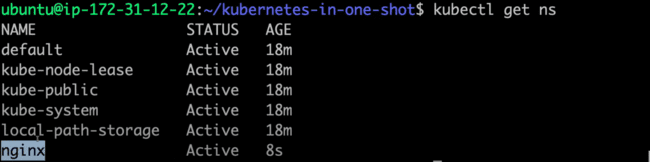 ubuntu@ip-172-31-12-22:~/kubernetes-in-one-shot$ kubectl get ns
NAME STATUS AGE
default Active 18m
kube-node-lease Active 18m
kube-public Active 18m
kube-system Active 18m
local-path-storage Active 18m
nginx Active 8s